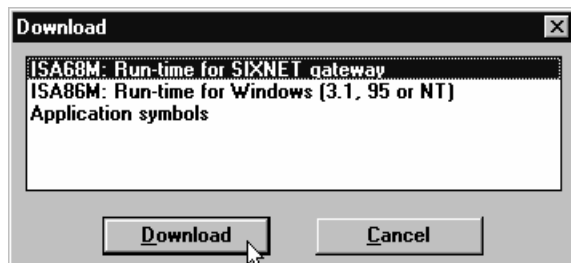 Download
ISA68M: Run-time for SIXNET gateway
ISA86M: Run-time for Windows (3.1, 95 or NT)
Application symbols
Download
Cancel